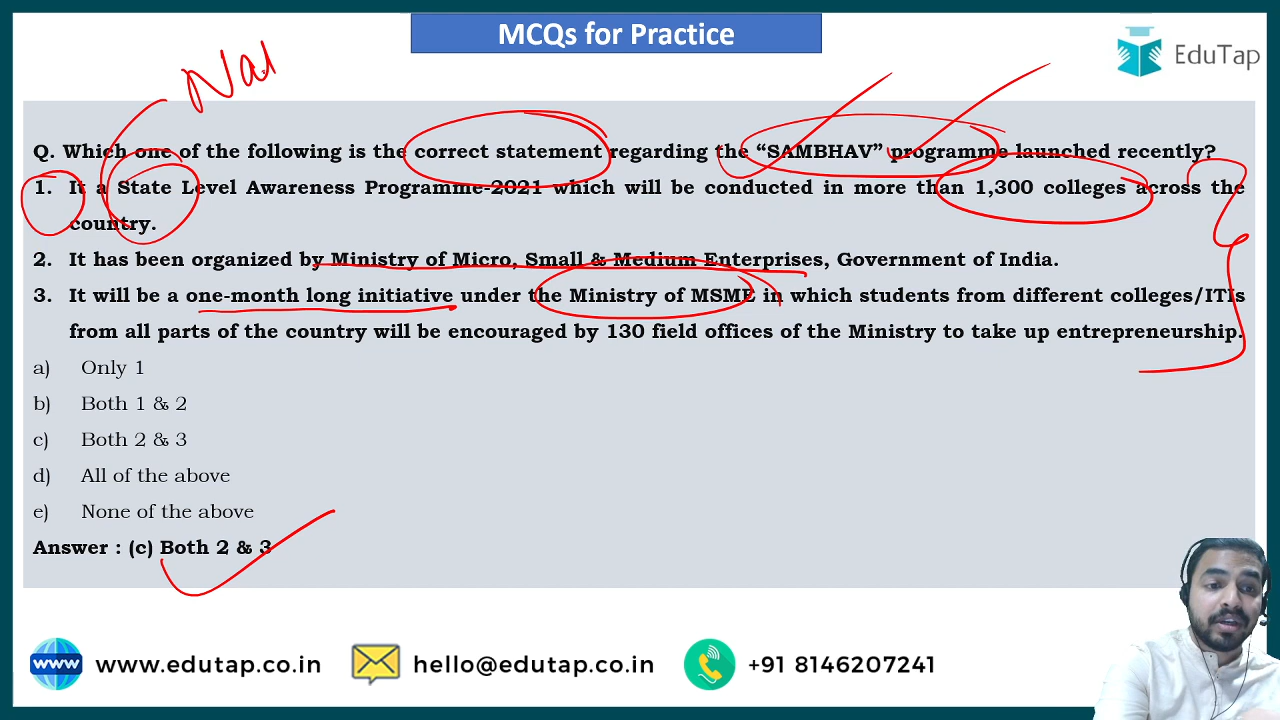 MCQs for Practice
EduTap
Nat
Q. Which one of the following is the correct statement regarding the “SAMBHAV” programme launched recently?
1. It a State Level Awareness Programme-2021 which will be conducted in more than 1,300 colleges across the
country.
2. It has been organized by Ministry of Micro, Small & Medium Enterprises, Government of India.
3. It will be a one-month long initiative under the Ministry of MSME in which students from different colleges/ITIs
from all parts of the country will be encouraged by 130 field offices of the Ministry to take up entrepreneurship.
a) Only 1
b) Both 1 & 2
c) Both 2 & 3
d) All of the above
e) None of the above
Answer : (c) Both 2 & 3
www www.edutap.co.in hello@edutap.co.in +91 8146207241